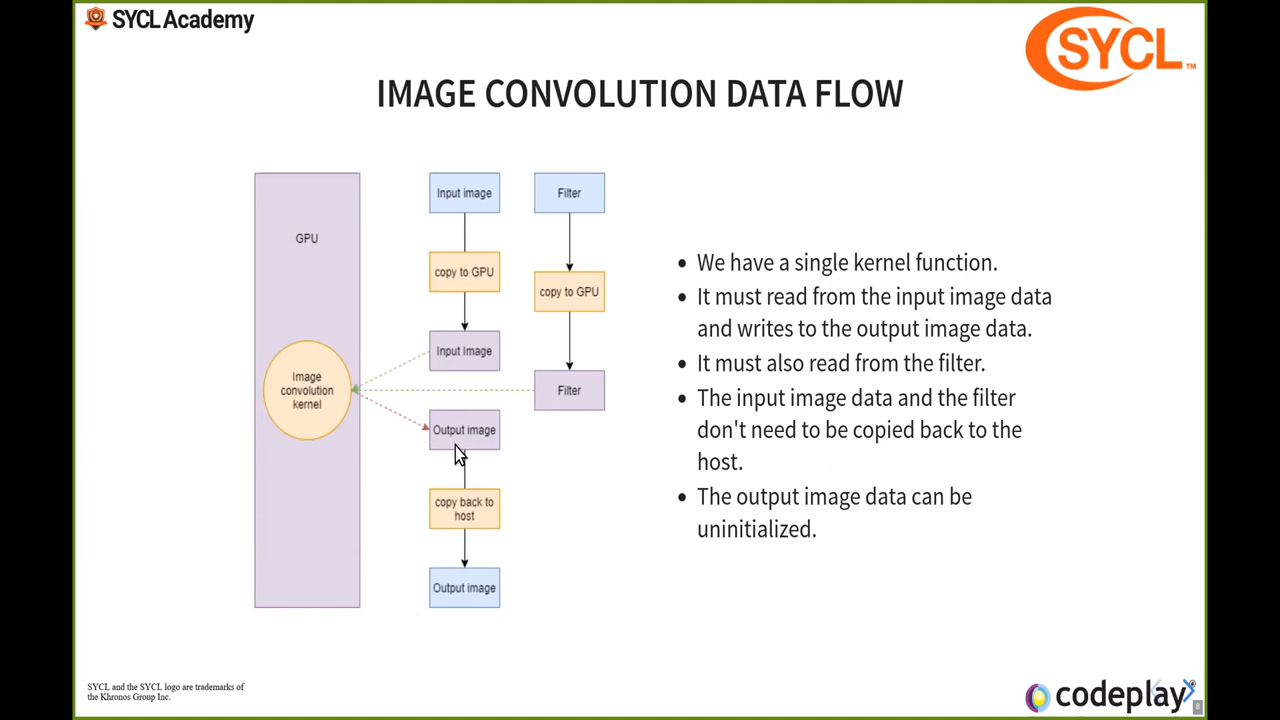 SYCL Academy
SYCL™
IMAGE CONVOLUTION DATA FLOW
GPU
Image
convolution
kernel
Input image
copy to GPU
Input Image
Output image
copy back to
host
Output image
Filter
copy to GPU
Filter
• We have a single kernel function.
• It must read from the input image data
and writes to the output image data.
• It must also read from the filter.
• The input image data and the filter
don't need to be copied back to the
host.
• The output image data can be
uninitialized.
SYCL and the SYCL logo are trademarks of
the Khronos Group Inc.
codeplay
8